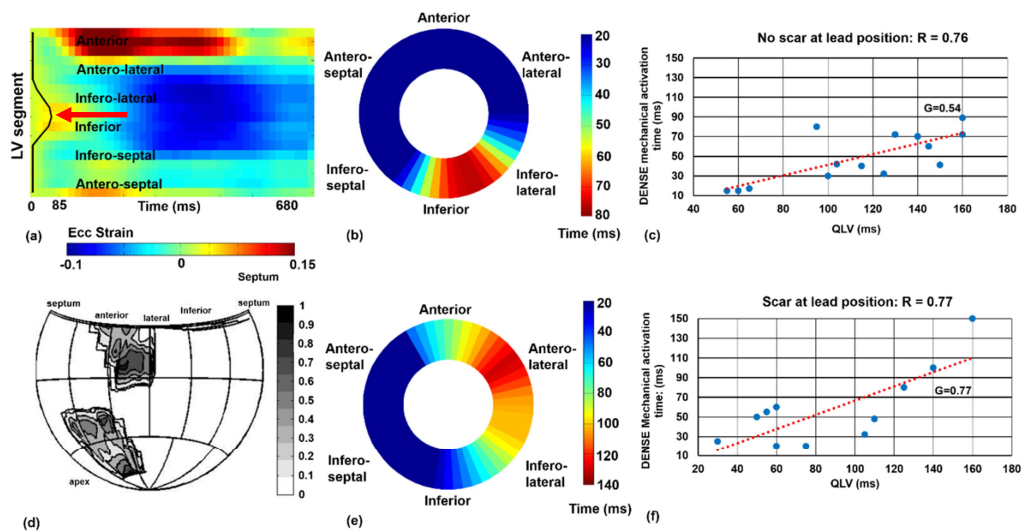 Anterior
Antero-lateral
Infero-lateral
Inferior
Infero-septal
Antero-septal
LV segment
0 85 Time (ms) 680
(a)
Ecc Strain
-0.1 0 0.15
Anterior
Antero-septal
Antero-lateral
Infero-septal
Infero-lateral
Inferior
20
30
40
50
60
70
80
Time (ms)
(b)
No scar at lead position: R = 0.76
DENSE mechanical activation time (ms)
150
130
110
90
70
50
30
10
G=0.54
40 60 80 100 120 140 160 180
QLV (ms)
(c)
Septum
septum anterior lateral Inferior septum
apex
1
0.9
0.8
0.7
0.6
0.5
0.4
0.3
0.2
0.1
0
(d)
Anterior
Antero-septal
Antero-lateral
Infero-septal
Infero-lateral
Inferior
20
40
60
80
100
120
140
Time (ms)
(e)
Scar at lead position: R = 0.77
DENSE Mechanical activation time: (ms)
150
130
110
90
70
50
30
10
G=0.77
20 40 60 80 100 120 140 160 180
QLV (ms)
(f)